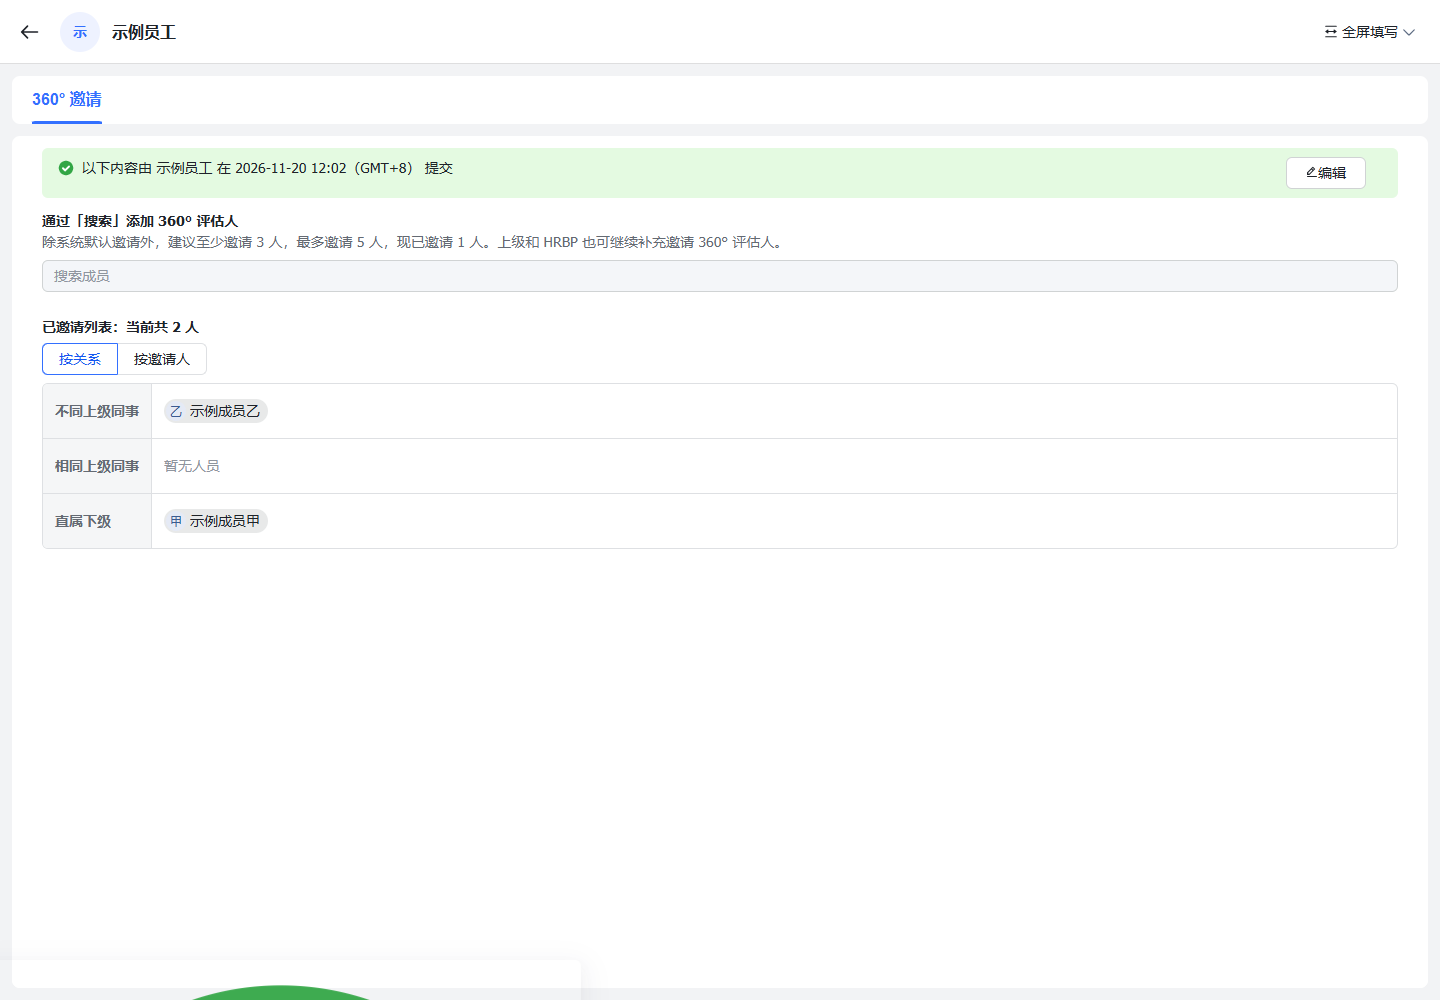 示 示例员工
全屏填写
360° 邀请
以下内容由 示例员工 在 2026-11-20 12:02（GMT+8） 提交
编辑
通过「搜索」添加 360° 评估人
除系统默认邀请外，建议至少邀请 3 人，最多邀请 5 人，现已邀请 1 人。上级和 HRBP 也可继续补充邀请 360° 评估人。
搜索成员
已邀请列表：当前共 2 人
按关系 按邀请人
不同上级同事 乙 示例成员乙
相同上级同事 暂无人员
直属下级 甲 示例成员甲